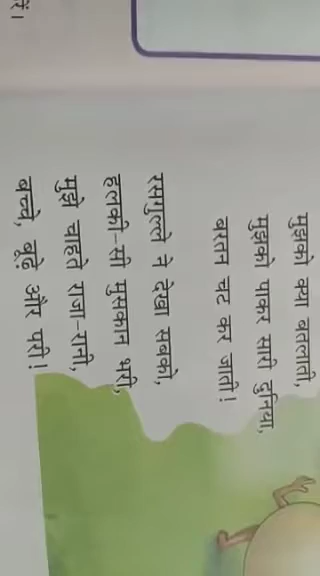 मुझको क्या बतलाती,
मुझको पाकर सारी दुनिया,
बरतन चट कर जाती!
रसगुल्ले ने देखा सबको,
हलकी-सी मुसकान भरी,
मुझे चाहते राजा-रानी,
बच्चे, बूढ़े और परी!